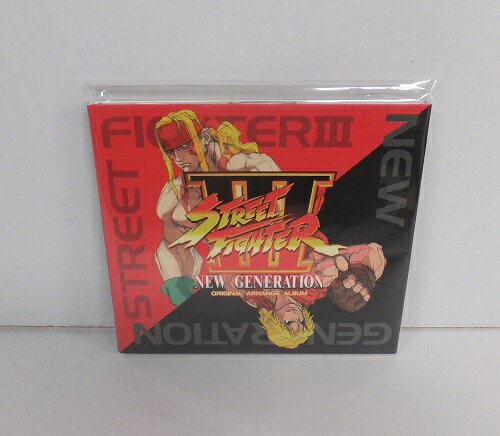 STREET
FIGHTER III
NEW
GENERATION
III
STREET
FIGHTER
NEW GENERATION
ORIGINAL ARRANGE ALBUM